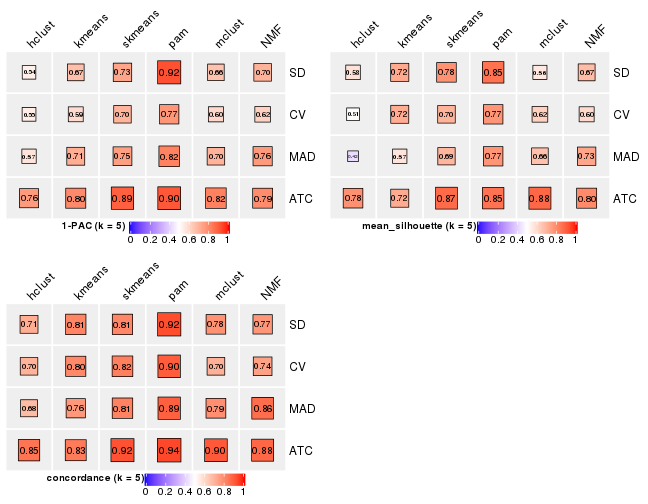 hclust kmeans skmeans pam mclust NMF
0.54 0.67 0.73 0.92 0.66 0.70 SD
0.55 0.59 0.70 0.77 0.60 0.62 CV
0.57 0.71 0.75 0.82 0.70 0.76 MAD
0.76 0.80 0.89 0.90 0.82 0.79 ATC
1-PAC (k = 5)
0 0.2 0.4 0.6 0.8 1
hclust kmeans skmeans pam mclust NMF
0.58 0.72 0.78 0.85 0.56 0.67 SD
0.51 0.72 0.70 0.77 0.62 0.60 CV
0.57 0.69 0.77 0.66 0.73 MAD
0.78 0.72 0.87 0.85 0.88 0.80 ATC
mean_silhouette (k = 5)
0 0.2 0.4 0.6 0.8 1
hclust kmeans skmeans pam mclust NMF
0.71 0.81 0.81 0.92 0.78 0.77 SD
0.70 0.80 0.82 0.90 0.70 0.74 CV
0.68 0.76 0.81 0.89 0.79 0.86 MAD
0.85 0.83 0.92 0.94 0.90 0.88 ATC
concordance (k = 5)
0 0.2 0.4 0.6 0.8 1